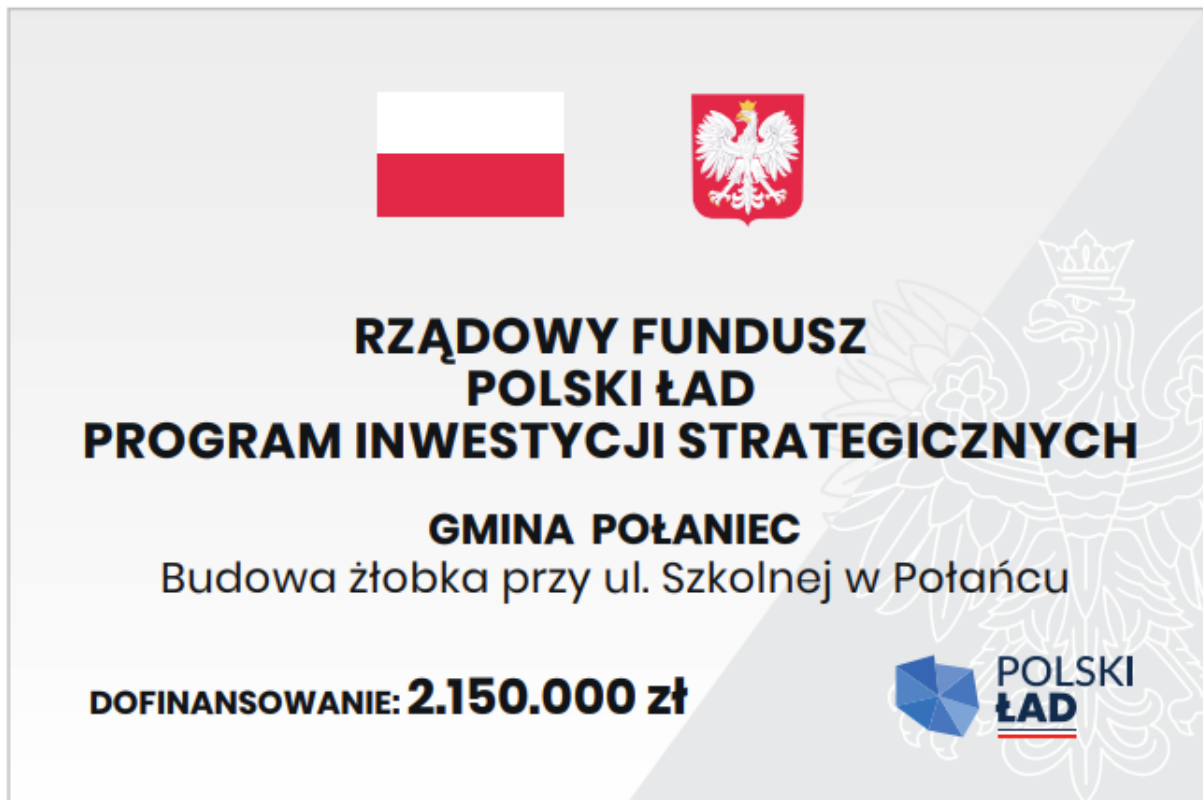 RZĄDOWY FUNDUSZ
POLSKI ŁAD
PROGRAM INWESTYCJI STRATEGICZNYCH
GMINA POŁANIEC
Budowa żłobka przy ul. Szkolnej w Połańcu
DOFINANSOWANIE: 2.150.000 zł
POLSKI
ŁAD